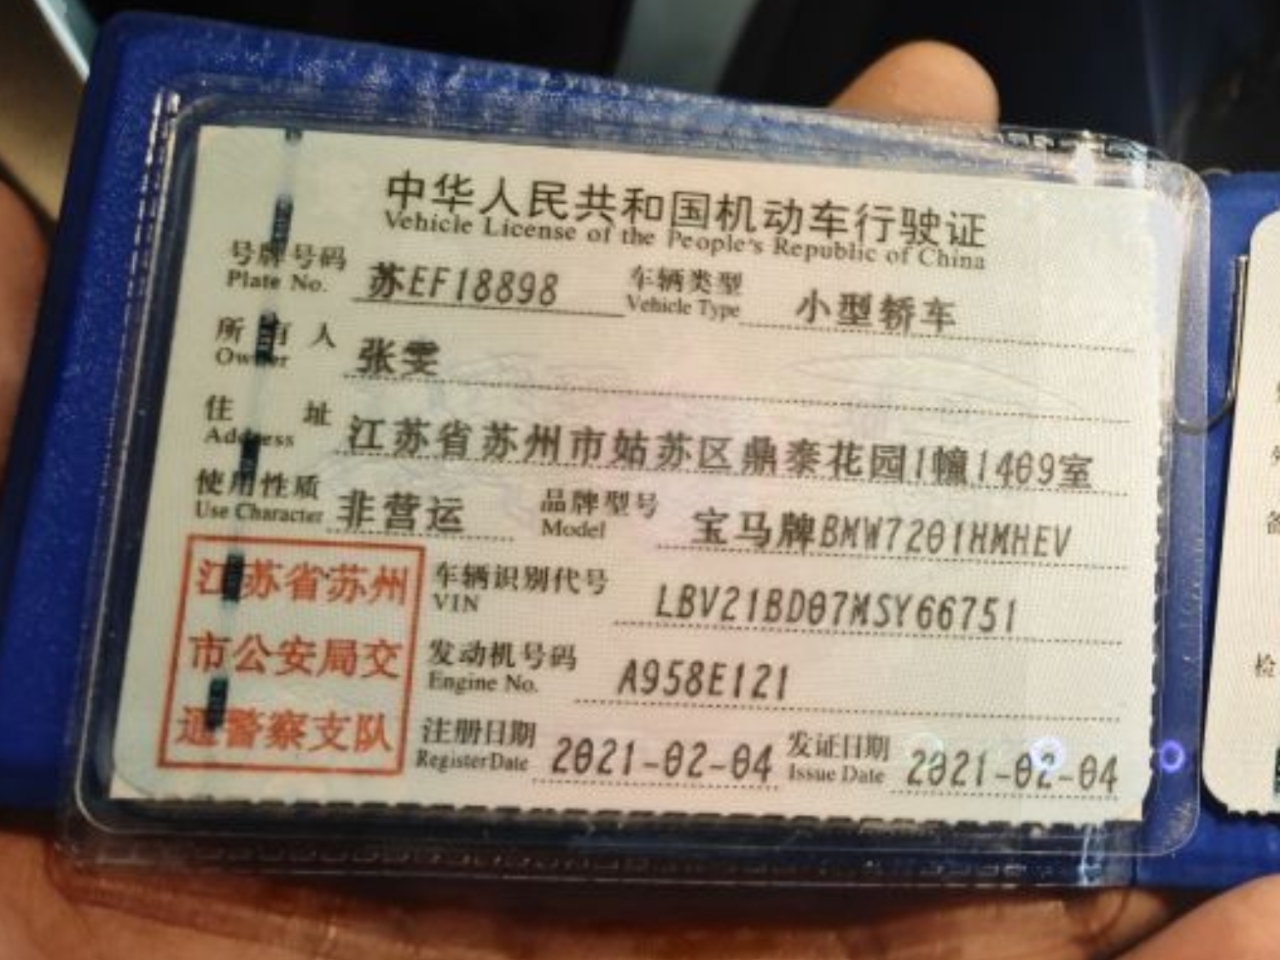 中华人民共和国机动车行驶证
Vehicle License of the People's Republic of China
号牌号码 苏EF18898 车辆类型 小型轿车
Plate No. Vehicle Type
所有人 张雯
Owner
住址 江苏省苏州市姑苏区鼎泰花园1幢1409室
Address
使用性质 非营运 品牌型号 宝马牌BMW7201HMHEV
Use Character Model
江苏省苏州
市公安局交
通警察支队
车辆识别代号 LBV21BD07MSY66751
VIN
发动机号码 A958E121
Engine No.
注册日期 2021-02-04 发证日期 2021-02-04
Register Date Issue Date
检